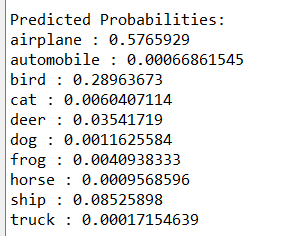 Predicted Probabilities:
airplane : 0.5765929
automobile : 0.00066861545
bird : 0.28963673
cat : 0.0060407114
deer : 0.03541719
dog : 0.0011625584
frog : 0.0040938333
horse : 0.0009568596
ship : 0.08525898
truck : 0.00017154639